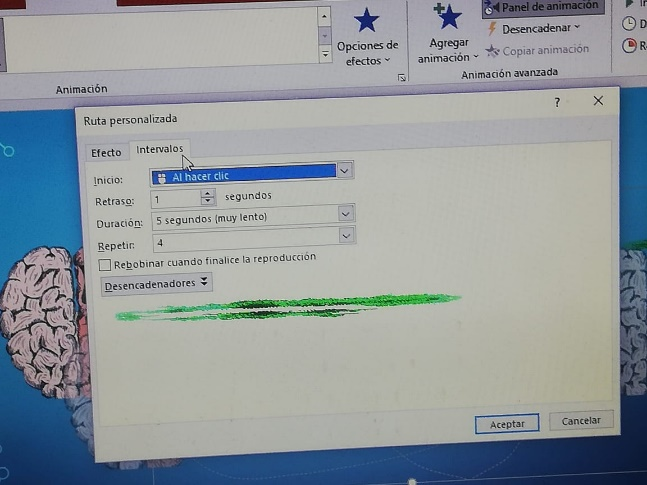 Panel de animación
Opciones de
efectos
Agregar
animación
Desencadenar
Copiar animación
Animación
Animación avanzada
Ruta personalizada
?
Efecto
Intervalos
Inicio: Al hacer clic
Retraso: 1 segundos
Duración: 5 segundos (muy lento)
Repetir: 4
Rebobinar cuando finalice la reproducción
Desencadenadores
Aceptar
Cancelar